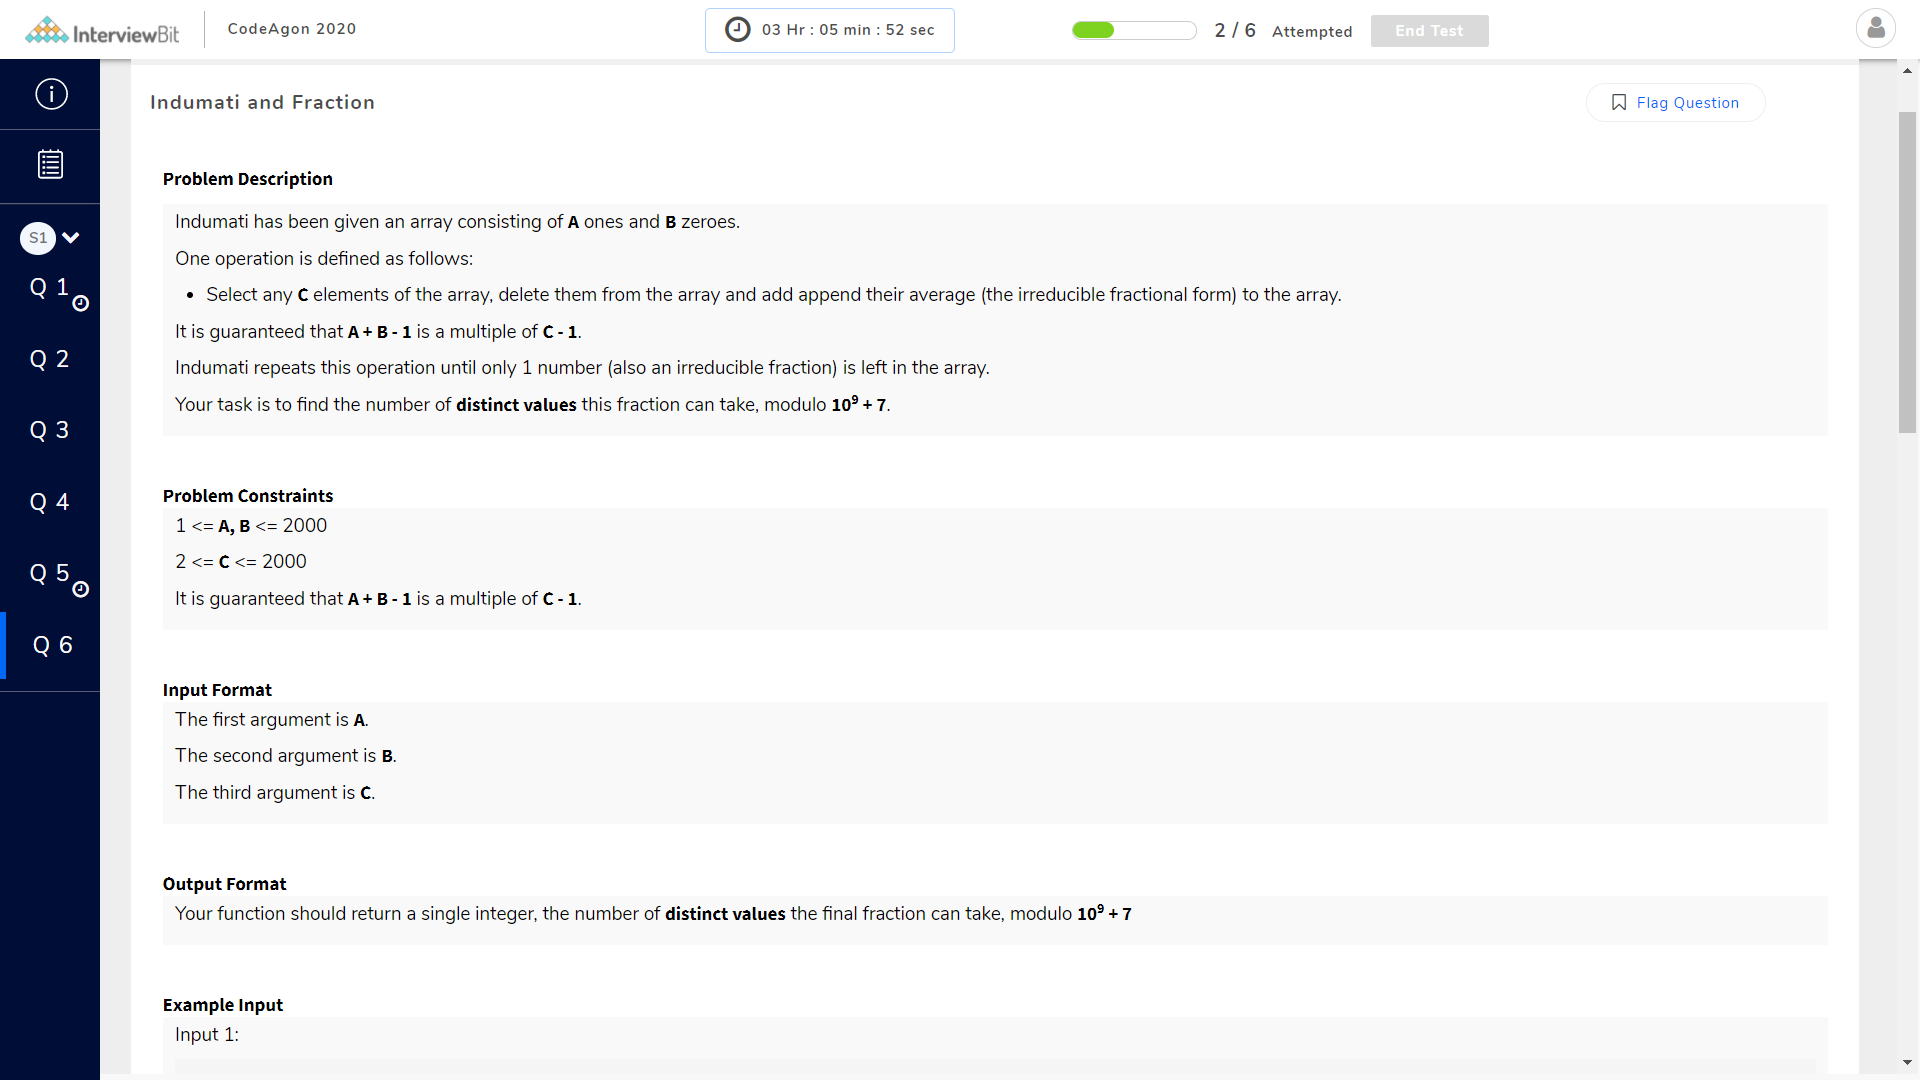 InterviewBit
CodeAgon 2020
03 Hr : 05 min : 52 sec
2 / 6 Attempted
End Test
S1
Q 1
Q 2
Q 3
Q 4
Q 5
Q 6
Indumati and Fraction
Flag Question
Problem Description
Indumati has been given an array consisting of A ones and B zeroes.
One operation is defined as follows:
• Select any C elements of the array, delete them from the array and add append their average (the irreducible fractional form) to the array.
It is guaranteed that A + B - 1 is a multiple of C - 1.
Indumati repeats this operation until only 1 number (also an irreducible fraction) is left in the array.
Your task is to find the number of distinct values this fraction can take, modulo 10⁹ + 7.
Problem Constraints
1 <= A, B <= 2000
2 <= C <= 2000
It is guaranteed that A + B - 1 is a multiple of C - 1.
Input Format
The first argument is A.
The second argument is B.
The third argument is C.
Output Format
Your function should return a single integer, the number of distinct values the final fraction can take, modulo 10⁹ + 7
Example Input
Input 1: